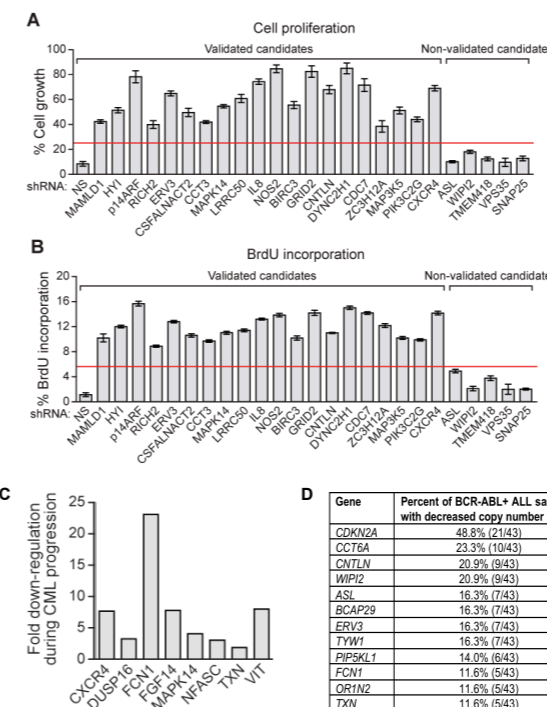 A
Cell proliferation
Validated candidates
Non-validated candidate
% Cell growth
100
80
60
40
20
0
shRNA:
NS
MAMLD1
HYI
p14ARF
RICH2
ERV3
CSFALNACT2
CCT3
MAPK14
LRRC50
IL8
NOS2
BIRC3
GRID2
CNTLN
DYNC2H1
CDC7
ZC3H12A
MAP3K5
PIK3C2G
CXCR4
ASL
WIPI2
TMEM418
VPS35
SNAP25
B
BrdU incorporation
Validated candidates
Non-validated candidate
% BrdU incorporation
20
16
12
8
4
0
shRNA:
NS
MAMLD1
HYI
p14ARF
RICH2
ERV3
CSFALNACT2
CCT3
MAPK14
LRRC50
IL8
NOS2
BIRC3
GRID2
CNTLN
DYNC2H1
CDC7
ZC3H12A
MAP3K5
PIK3C2G
CXCR4
ASL
WIPI2
TMEM418
VPS35
SNAP25
C
Fold down-regulation
during CML progression
25
20
15
10
5
0
CXCR4
DUSP16
FCN1
FGF14
MAPK14
NFASC
TXN
VIT
D
Gene Percent of BCR-ABL+ ALL sa
with decreased copy number
CDKN2A 48.8% (21/43)
CCT6A 23.3% (10/43)
CNTLN 20.9% (9/43)
WIPI2 20.9% (9/43)
ASL 16.3% (7/43)
BCAP29 16.3% (7/43)
ERV3 16.3% (7/43)
TYW1 16.3% (7/43)
PIP5KL1 14.0% (6/43)
FCN1 11.6% (5/43)
OR1N2 11.6% (5/43)
TXN 11.6% (5/43)